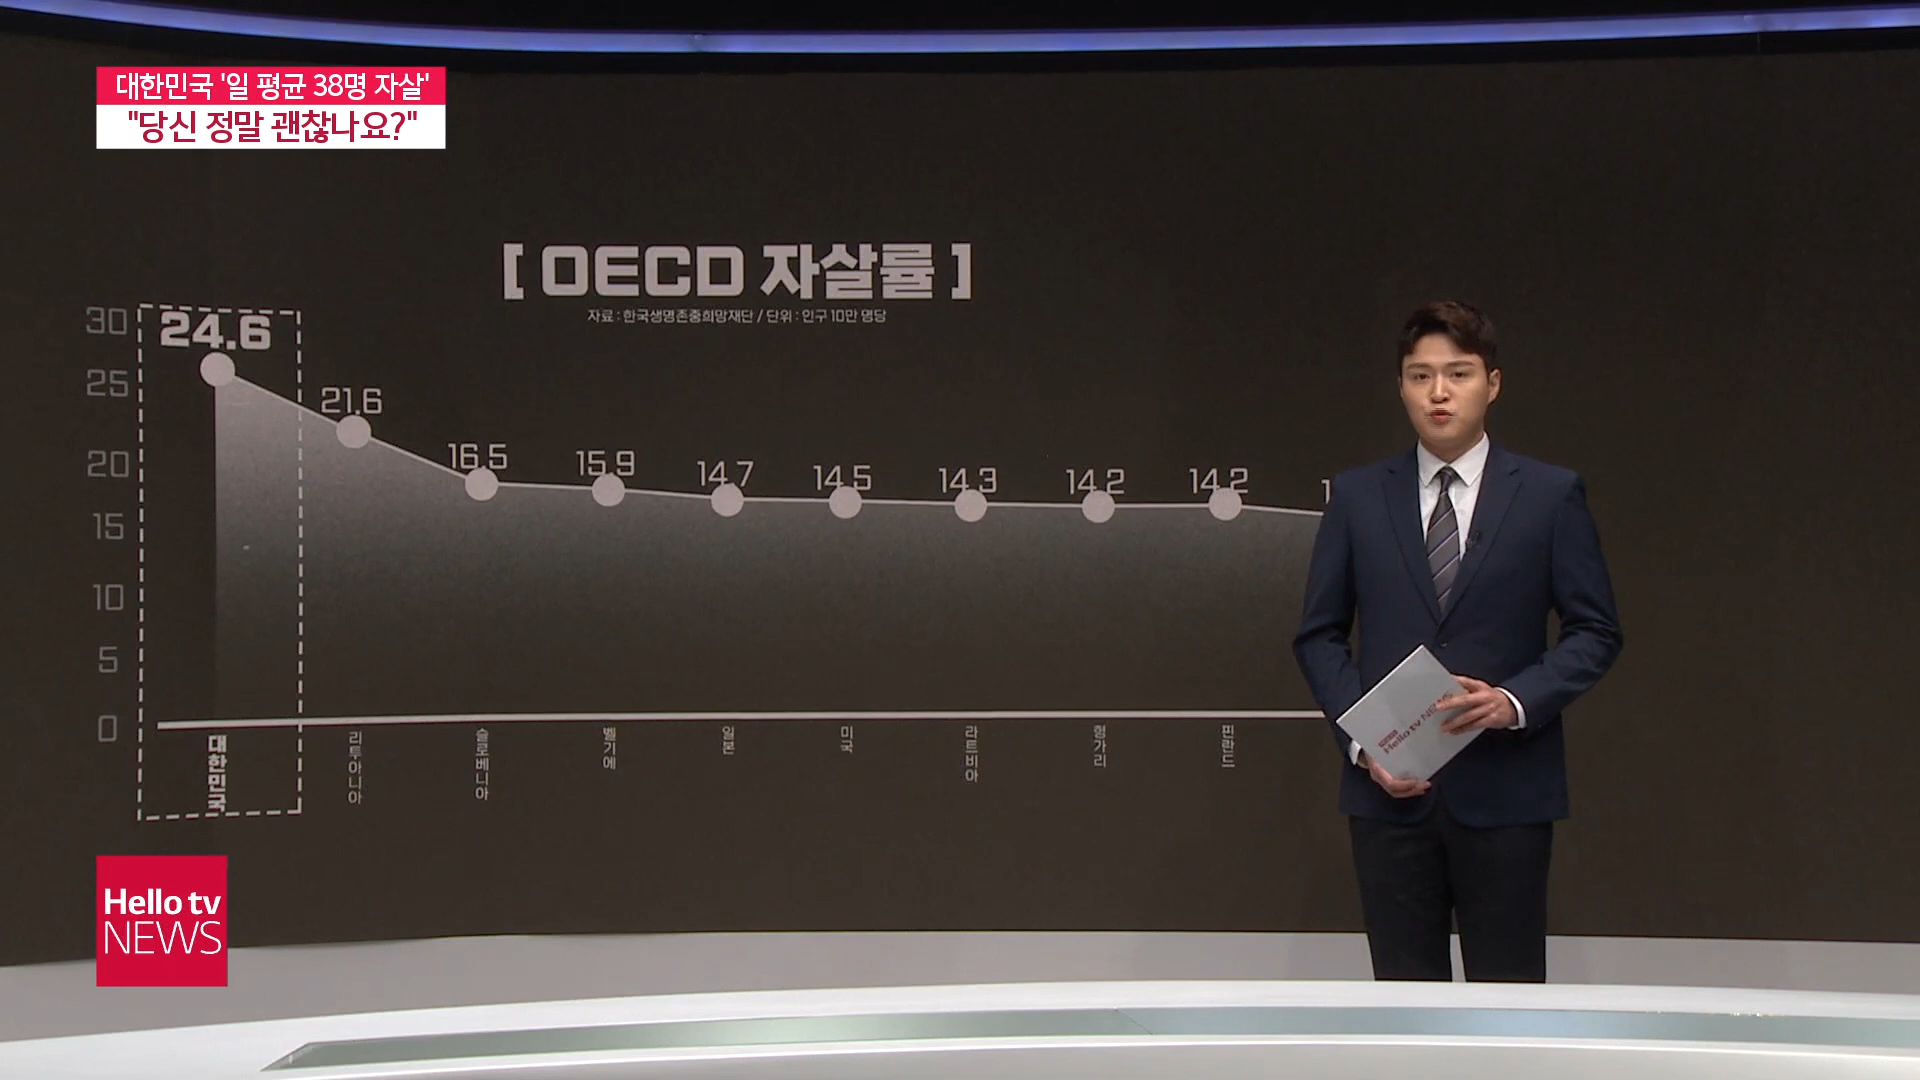 대한민국 '일 평균 38명 자살'
"당신 정말 괜찮나요?"
[ OECD 자살률 ]
자료 : 한국생명존중희망재단 / 단위 : 인구 10만 명당
30
25
20
15
10
5
0
24.6
21.6
16.5
15.9
14.7
14.5
14.3
14.2
14.2
대한민국
리투아니아
슬로베니아
벨기에
일본
미국
라트비아
헝가리
핀란드
Hello tv NEWS
Hello tv
NEWS